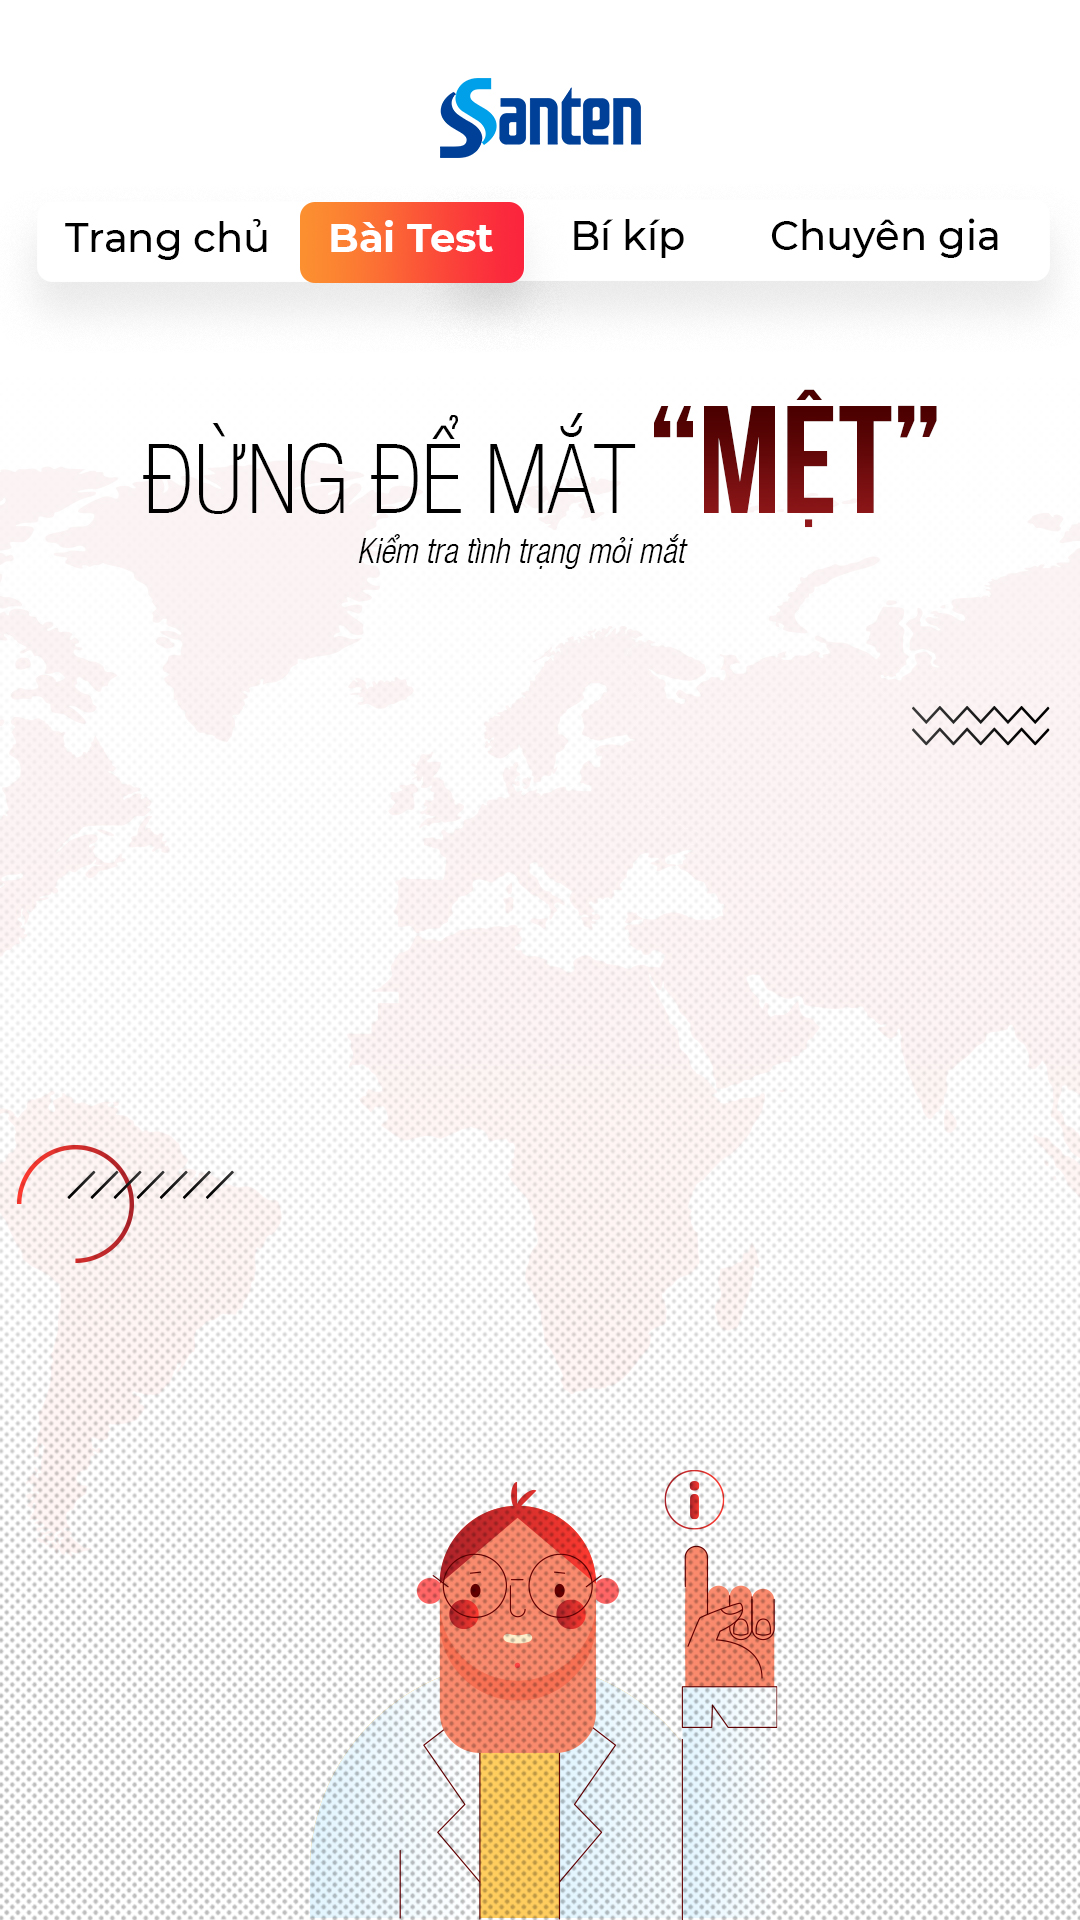 Santen
Trang chủ Bài Test Bí kíp Chuyên gia
ĐỪNG ĐỂ MẮT “MỆT”
Kiểm tra tình trạng mỏi mắt
i